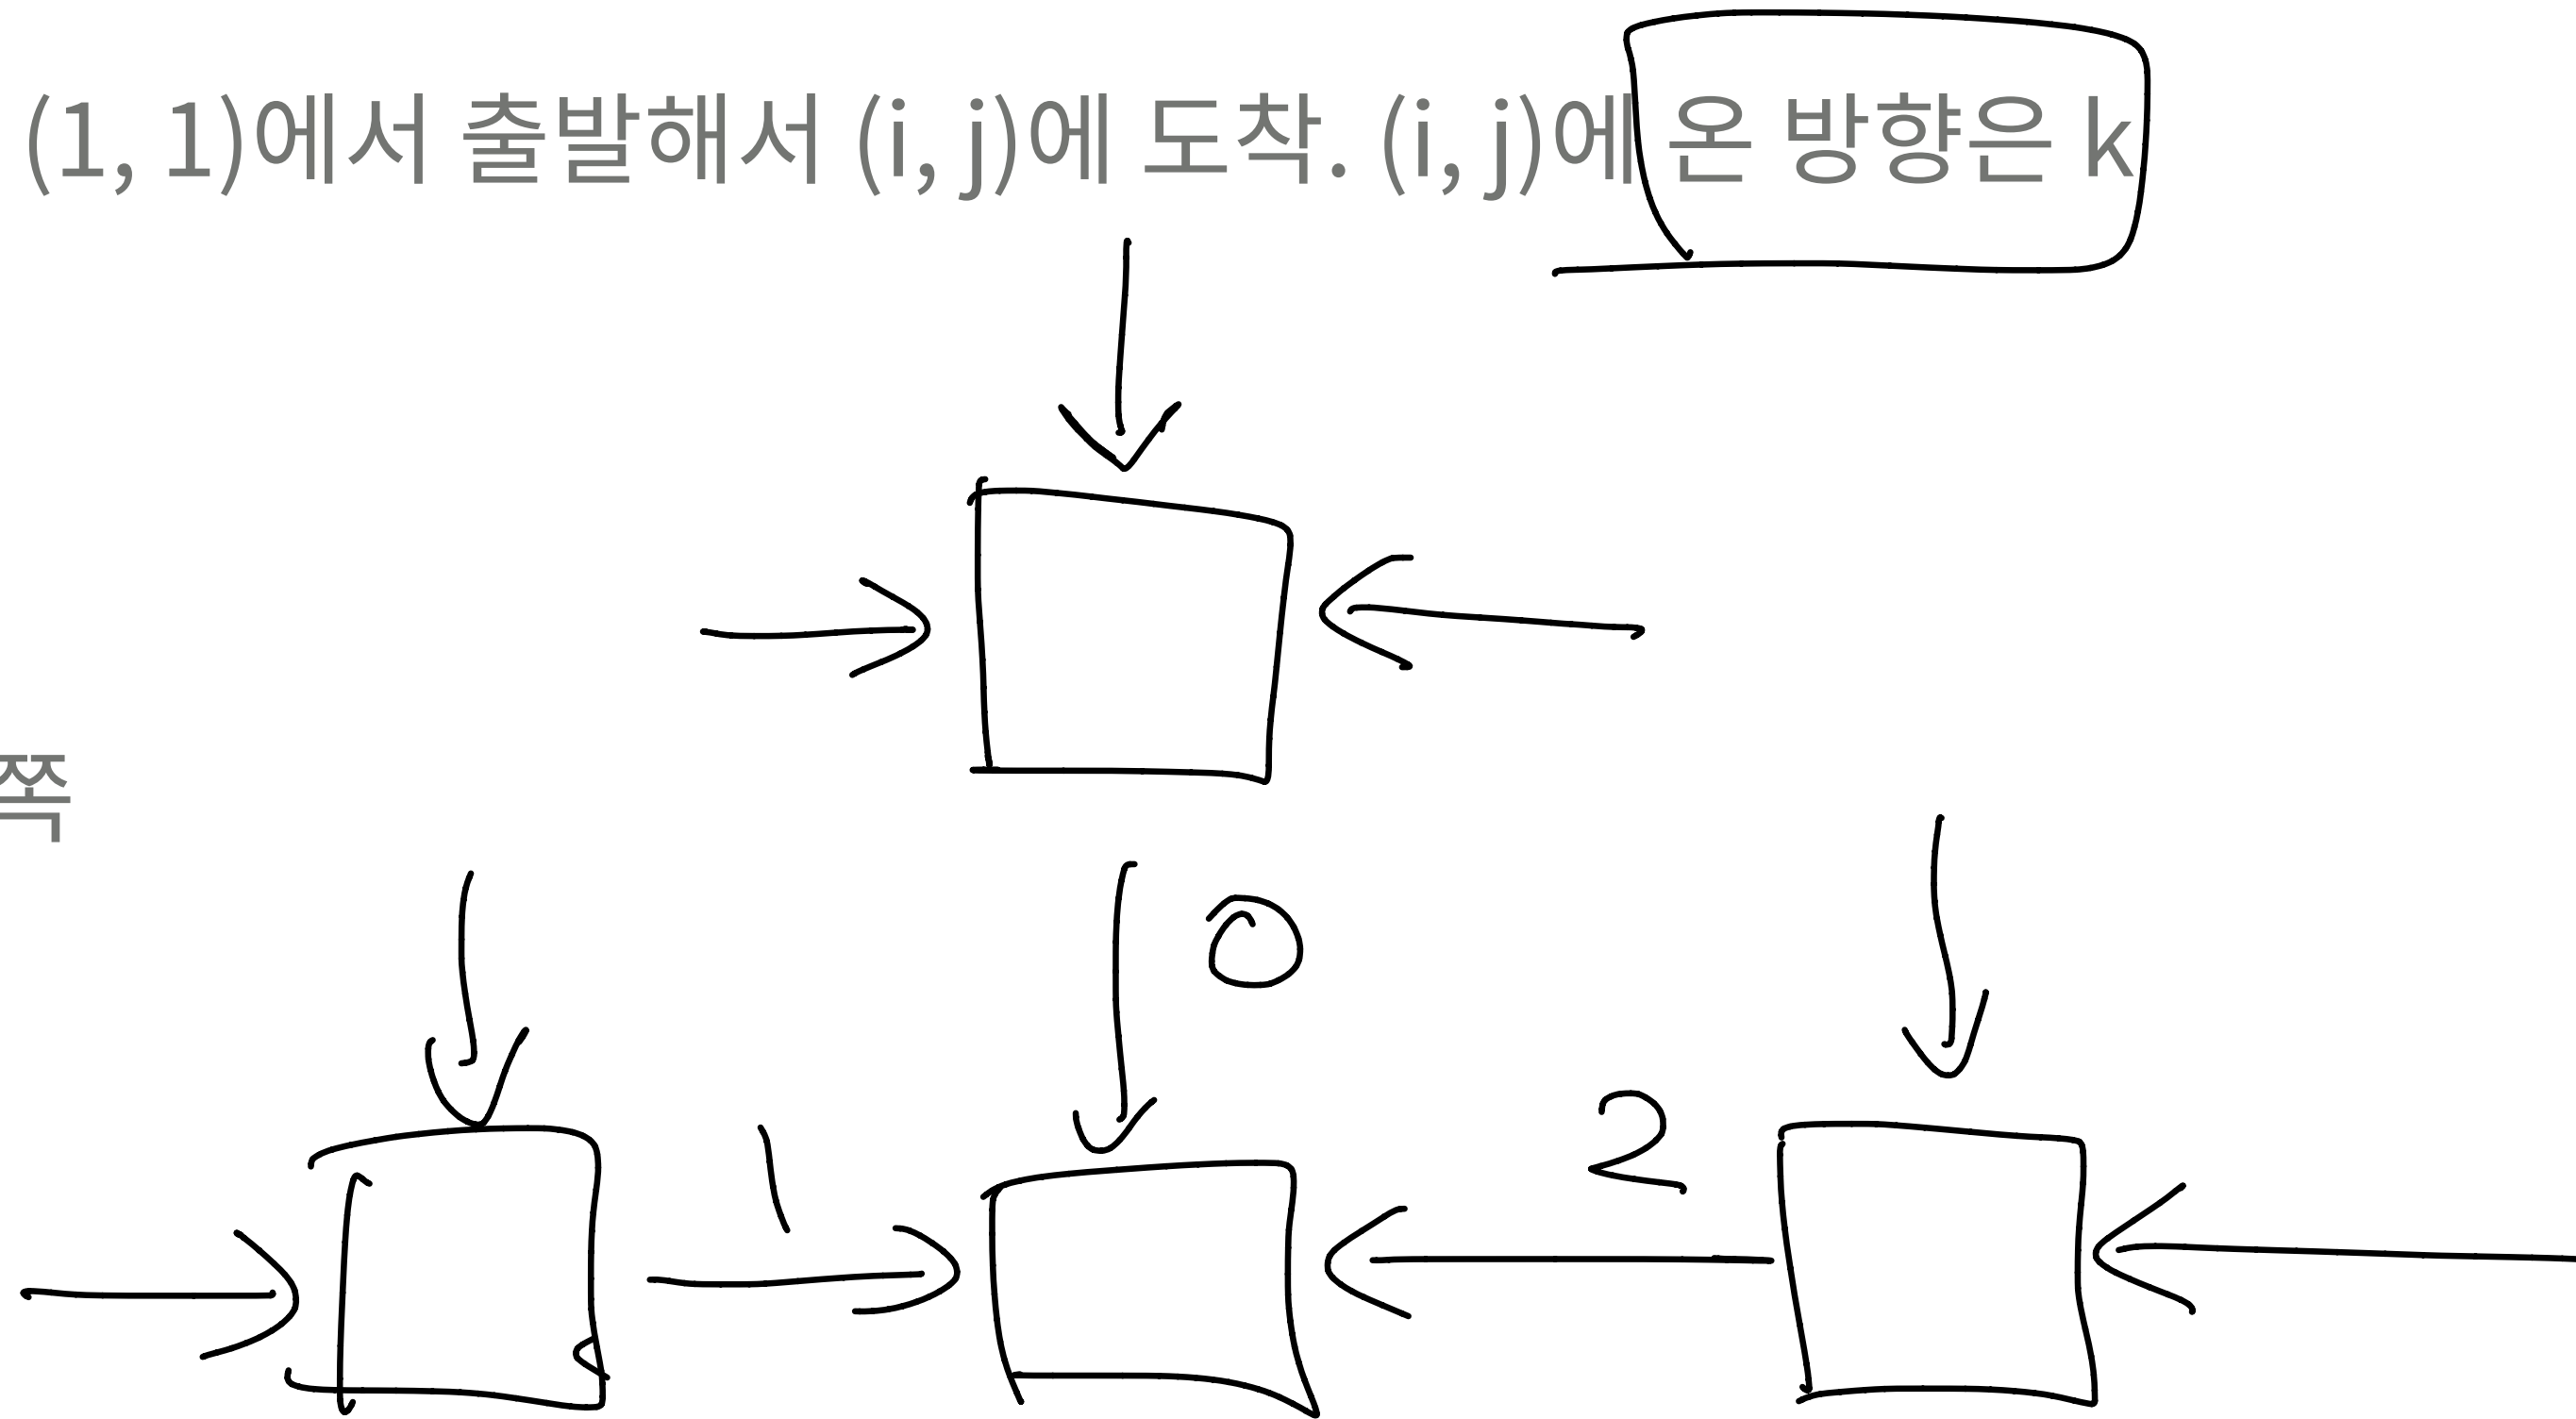 (1, 1)에서 출발해서 (i, j)에 도착. (i, j)에 온 방향은 k
쪽
0
1
2